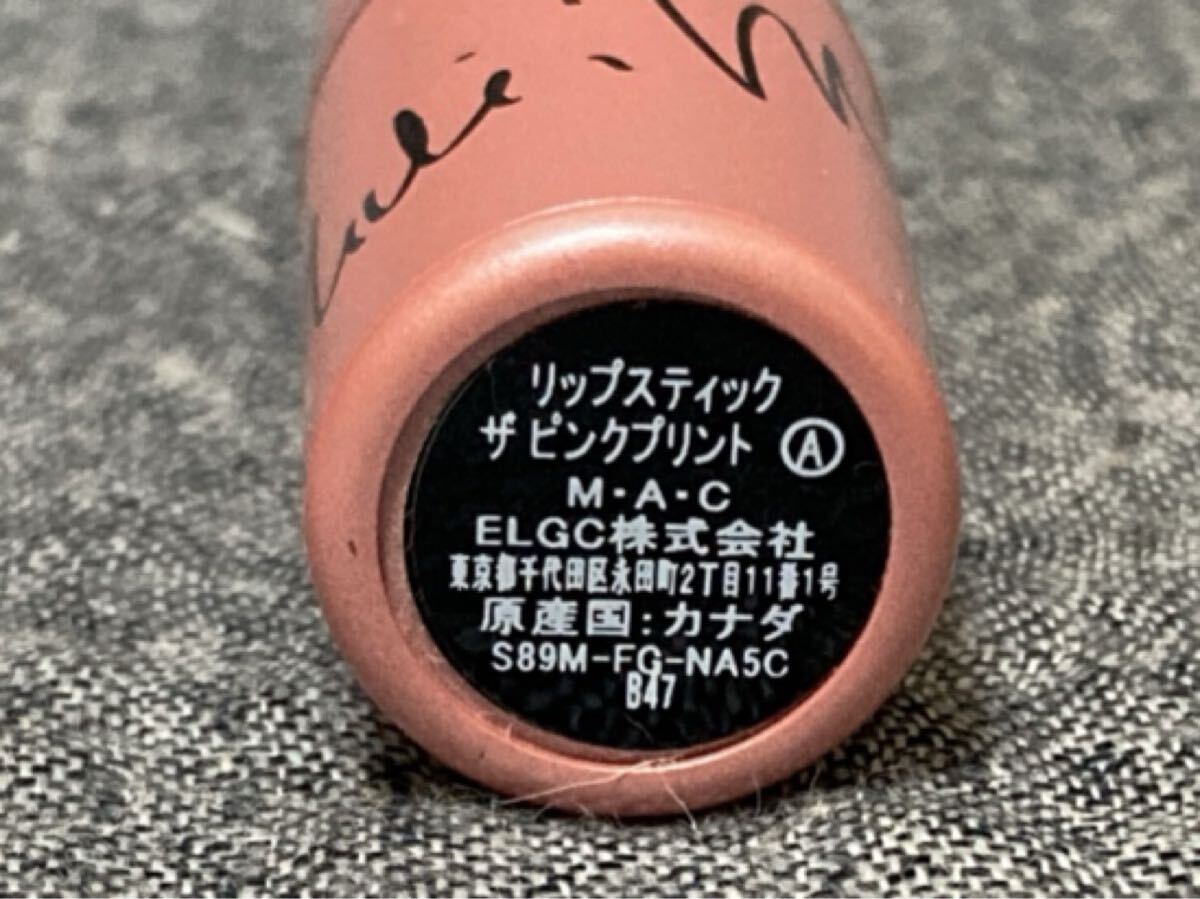 リップスティック
ザ ピンクプリント Ⓐ
M・A・C
ELGC株式会社
東京都千代田区永田町2丁目11番1号
原産国：カナダ
S89M-FG-NA5C
B47